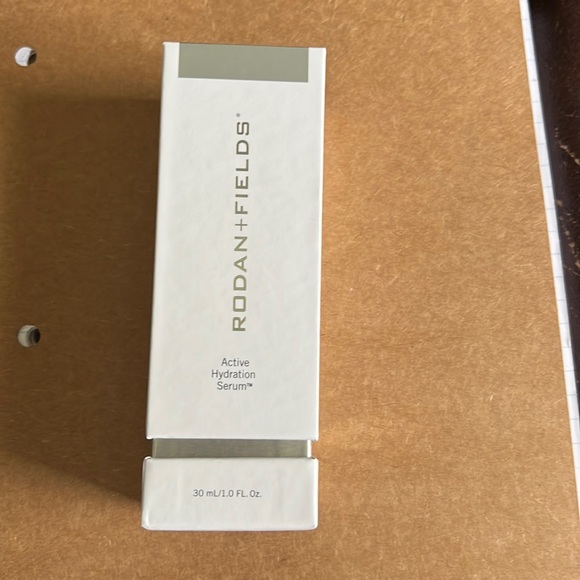 RODAN+FIELDS®
Active
Hydration
Serum™
30 mL/1.0 FL. Oz.